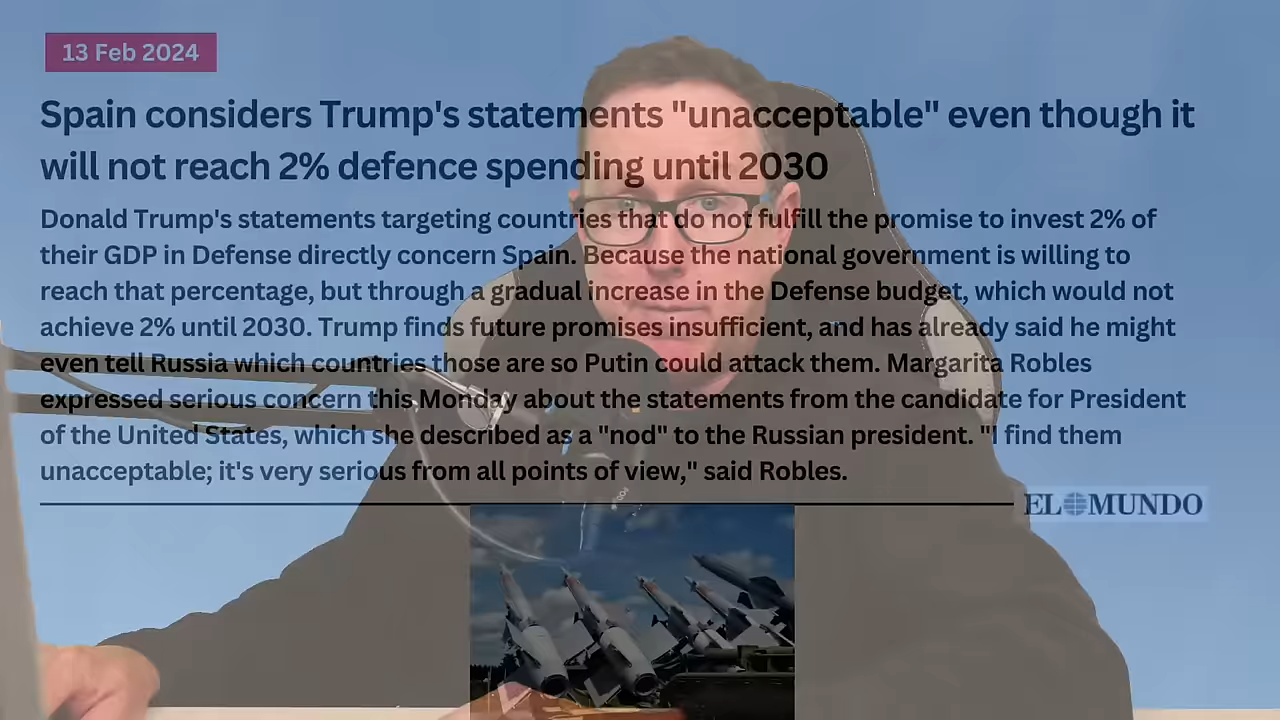 13 Feb 2024
Spain considers Trump's statements "unacceptable" even though it
will not reach 2% defence spending until 2030
Donald Trump's statements targeting countries that do not fulfill the promise to invest 2% of
their GDP in Defense directly concern Spain. Because the national government is willing to
reach that percentage, but through a gradual increase in the Defense budget, which would not
achieve 2% until 2030. Trump finds future promises insufficient, and has already said he might
even tell Russia which countries those are so Putin could attack them. Margarita Robles
expressed serious concern this Monday about the statements from the candidate for President
of the United States, which she described as a "nod" to the Russian president. "I find them
unacceptable; it's very serious from all points of view," said Robles.
EL MUNDO